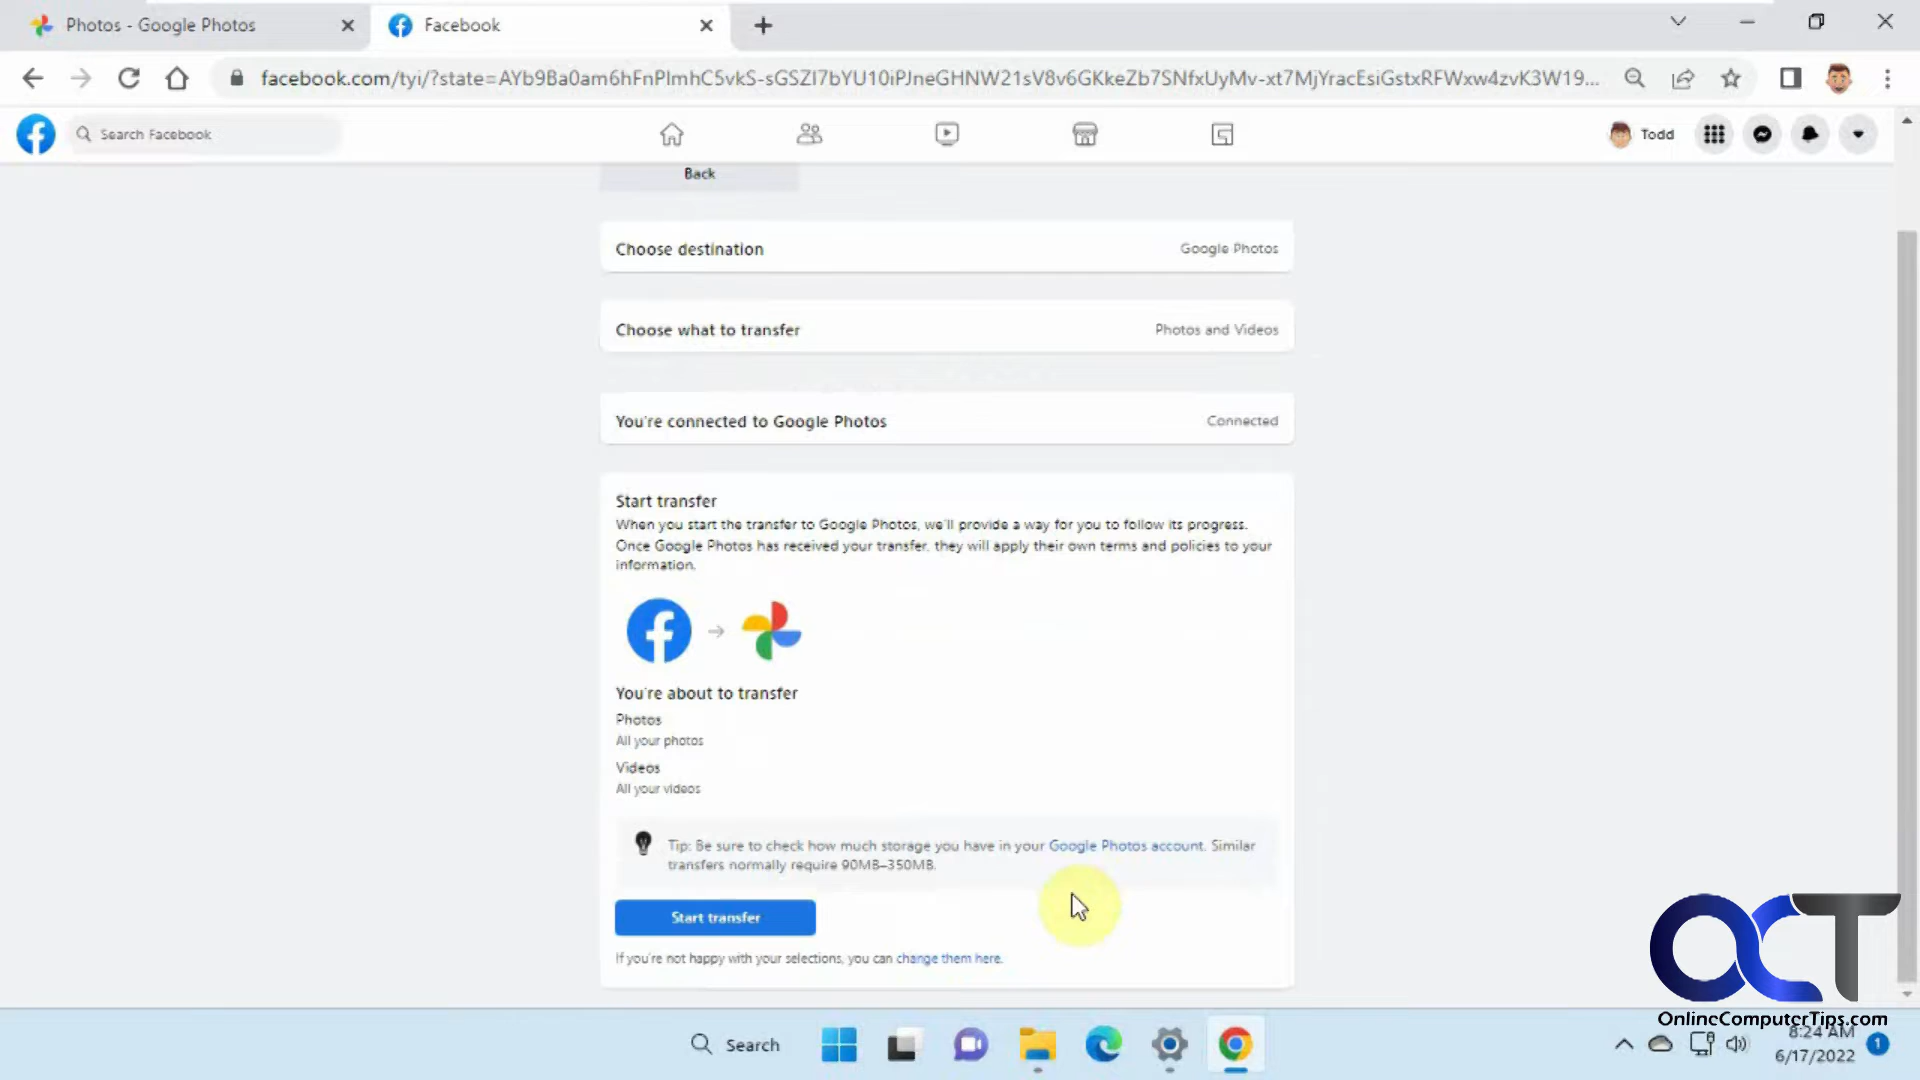 Photos - Google Photos
Facebook
facebook.com/tyi/?state=AYb9Ba0am6hFnPlmhC5vkS-sGSZI7bYU10iPJneGHNW21sV8v6GKkeZb7SNfxUyMv-xt7MjYracEsiGstxRFWxw4zvK3W19...
Search Facebook
Todd
Back
Choose destination
Google Photos
Choose what to transfer
Photos and Videos
You're connected to Google Photos
Connected
Start transfer
When you start the transfer to Google Photos, we'll provide a way for you to follow its progress.
Once Google Photos has received your transfer, they will apply their own terms and policies to your
information.
You're about to transfer
Photos
All your photos
Videos
All your videos
Tip: Be sure to check how much storage you have in your Google Photos account. Similar
transfers normally require 90MB–350MB.
Start transfer
If you're not happy with your selections, you can change them here.
OCT
OnlineComputerTips.com
Search
8:24 AM
6/17/2022
1